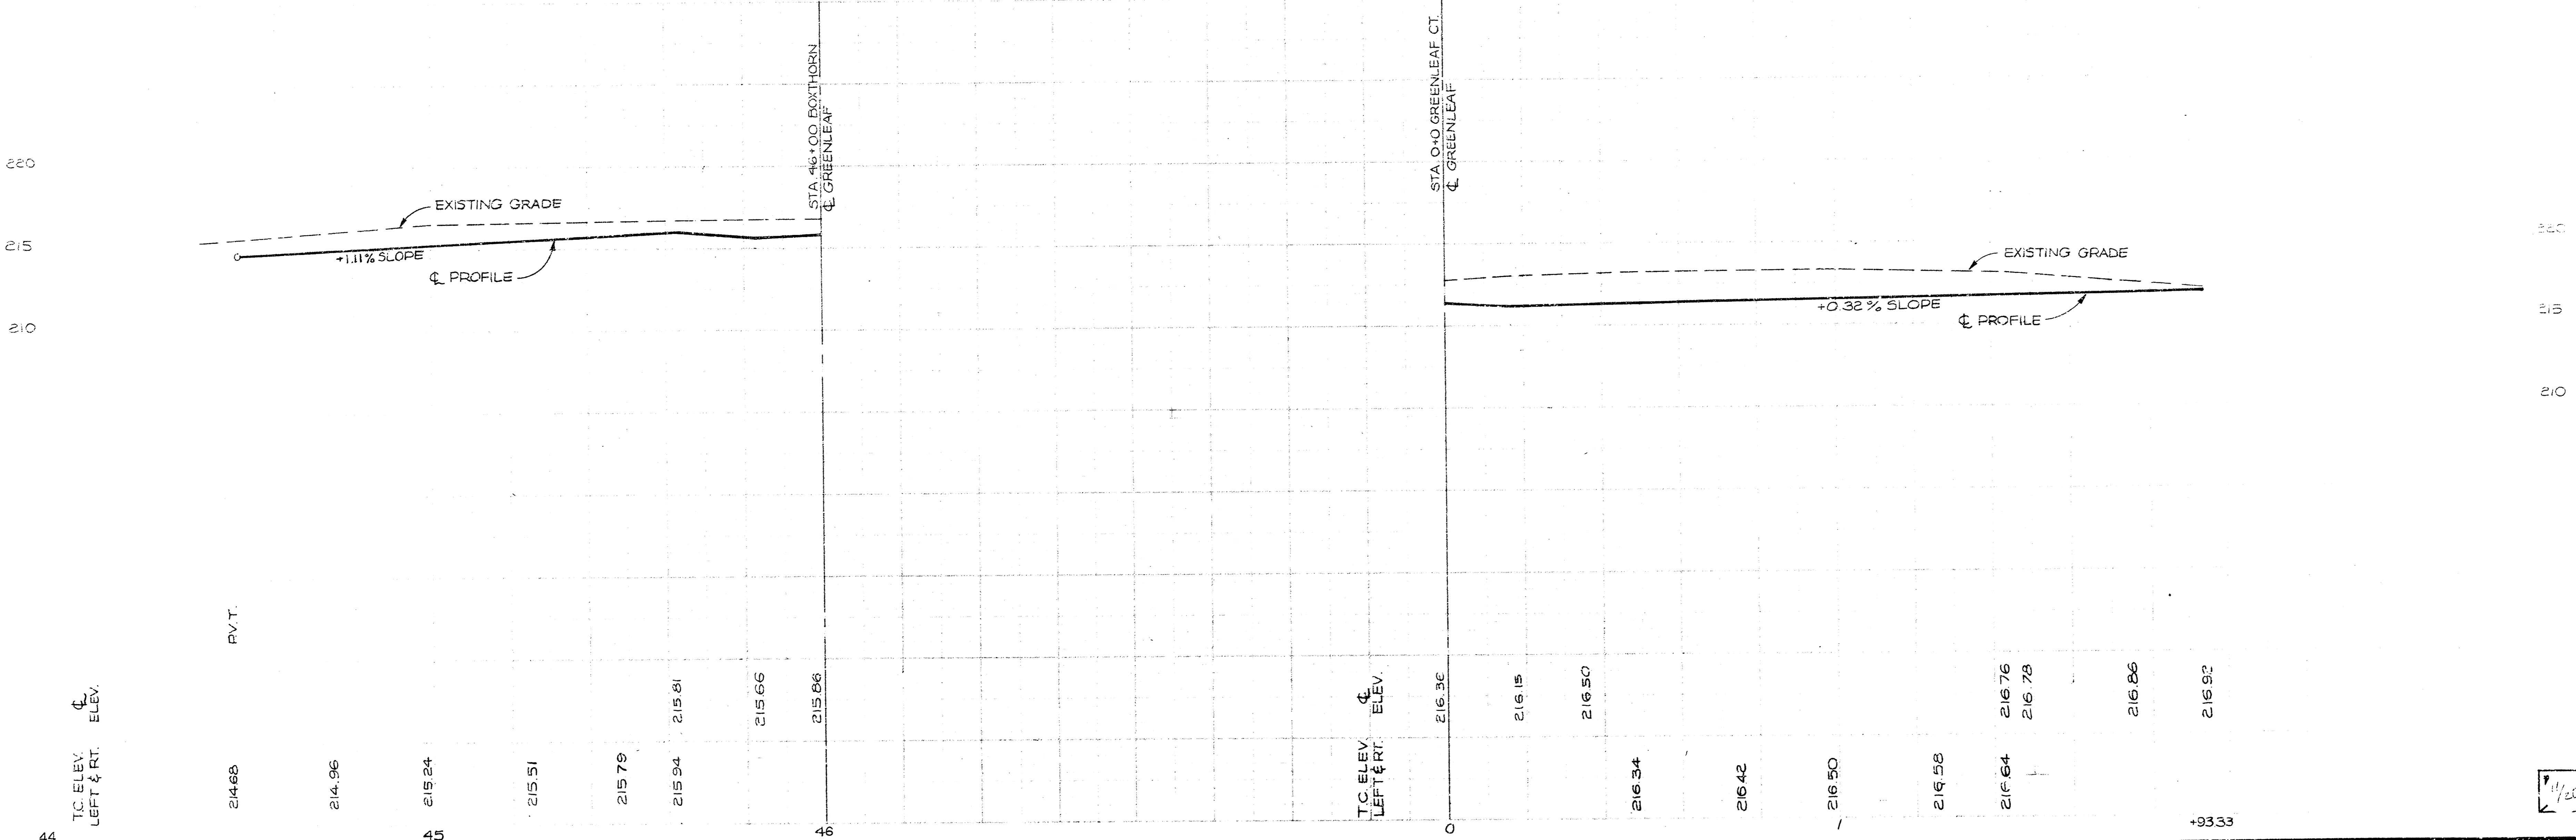 STA. 46+00 BOXTHORN
℄ GREENLEAF
220
215
210
EXISTING GRADE
+1.11% SLOPE
℄ PROFILE
P.V.T.
℄
ELEV.
215.81
215.66
215.86
T.C. ELEV.
LEFT & RT.
214.68
214.96
215.24
215.51
215.79
215.94
44
45
46
STA. 0+0 GREENLEAF CT.
℄ GREENLEAF
EXISTING GRADE
+0.32% SLOPE
℄ PROFILE
220
215
210
℄
ELEV.
216.15
216.50
216.76
216.78
216.86
T.C. ELEV.
LEFT & RT.
216.34
216.42
216.50
216.58
216.64
0
1
+93.33